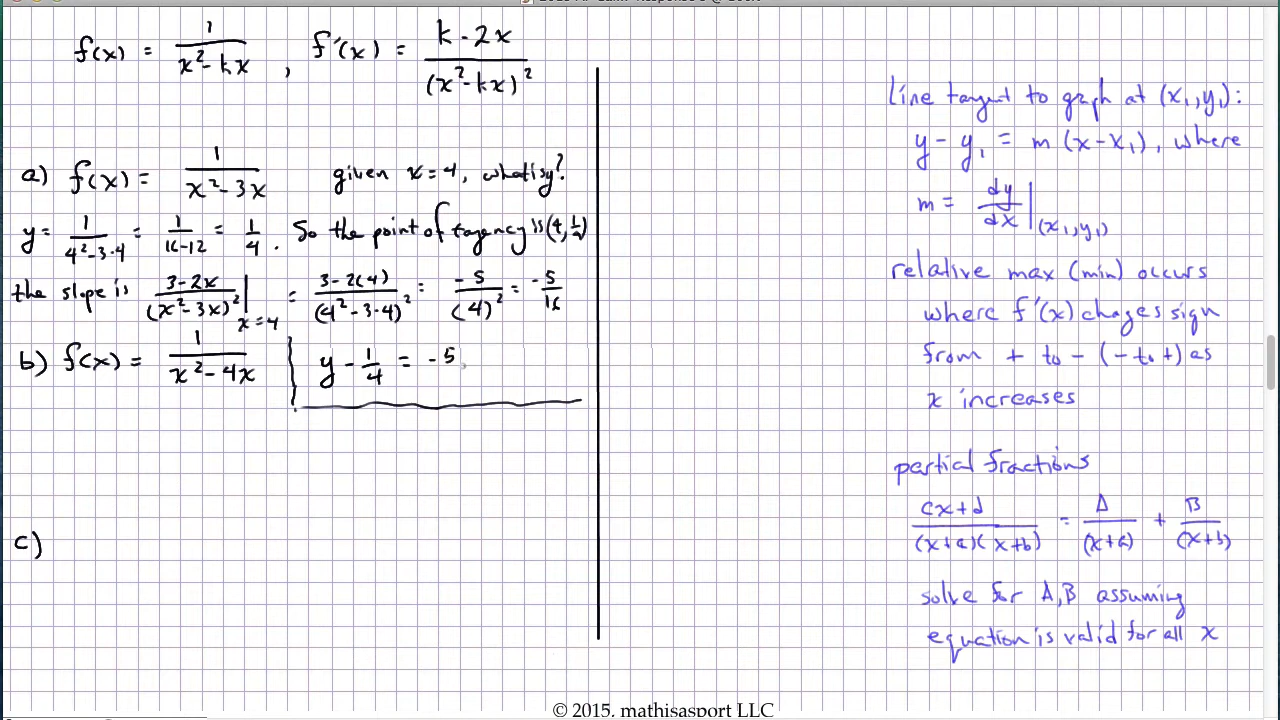 f(x) = 1/(x² - kx) , f'(x) = (k - 2x)/(x² - kx)²
a) f(x) = 1/(x² - 3x) given x = 4, what is y?
y = 1/(4² - 3·4) = 1/(16 - 12) = 1/4 . So the point of tangency is (4, 1/4)
the slope is (3 - 2x)/(x² - 3x)² |x=4 = (3 - 2(4))/(4² - 3·4)² = -5/(4)² = -5/16
b) f(x) = 1/(x² - 4x)
y - 1/4 = -5
c)
line tangent to graph at (x₁, y₁):
y - y₁ = m (x - x₁), where
m = dy/dx |(x₁, y₁)
relative max (min) occurs
where f'(x) chages sign
from + to - (- to +) as
x increases
partial fractions
(cx + d)/((x + a)(x + b)) = A/(x + a) + B/(x + b)
solve for A, B assuming
equation is valid for all x
© 2015. mathisasport LLC